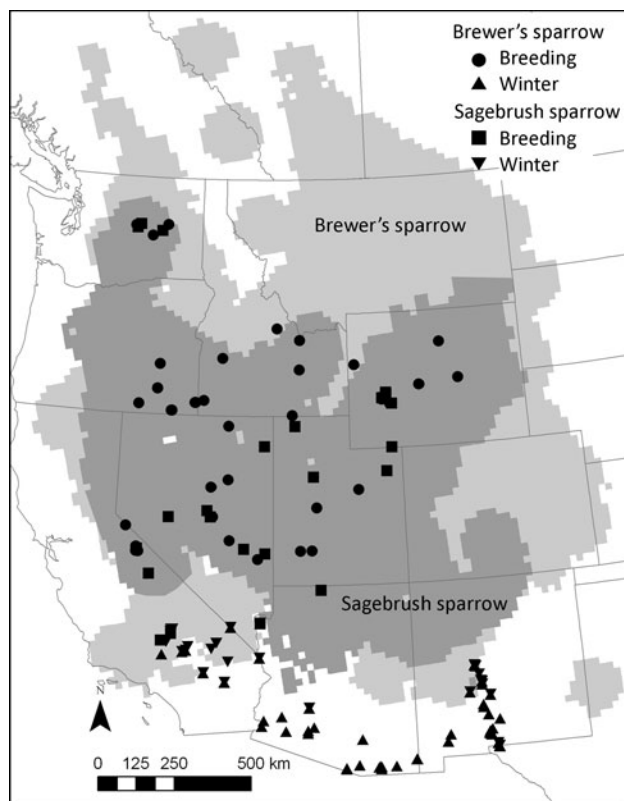 Brewer's sparrow
Breeding
Winter
Sagebrush sparrow
Breeding
Winter
Brewer's sparrow
Sagebrush sparrow
N
0 125 250 500 km